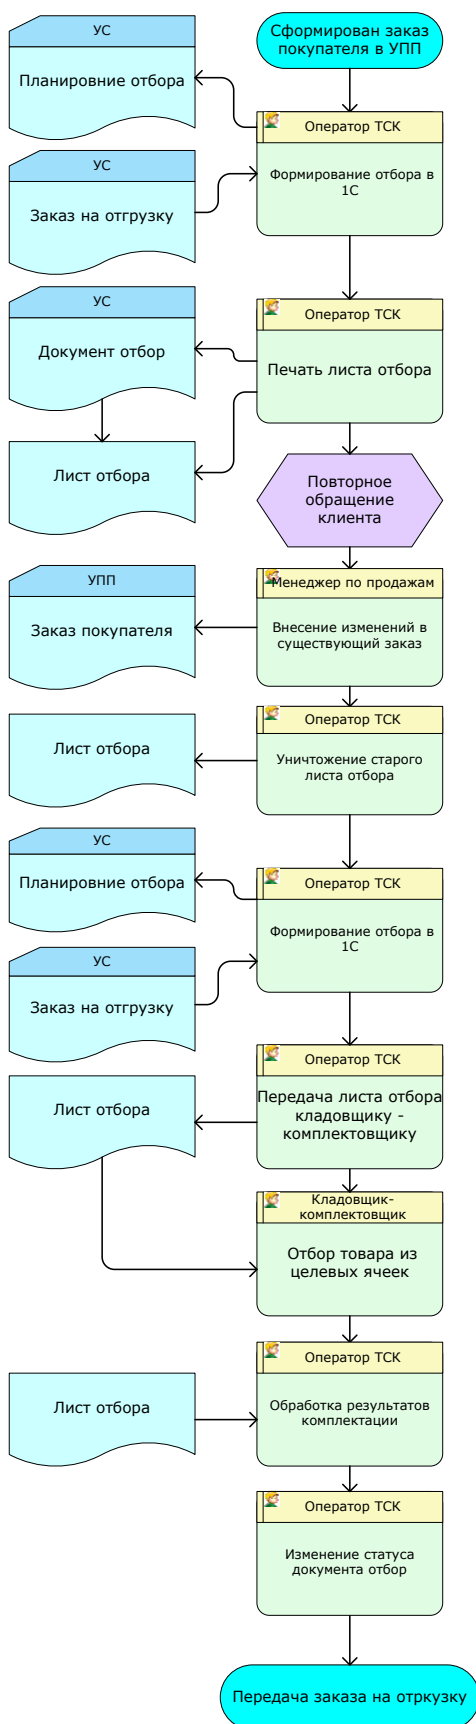 Сформирован заказ
покупателя в УПП
УС
Планировние отбора
Оператор ТСК
Формирование отбора в
1С
УС
Заказ на отгрузку
УС
Документ отбор
Оператор ТСК
Печать листа отбора
Лист отбора
Повторное
обращение
клиента
УПП
Заказ покупателя
Менеджер по продажам
Внесение изменений в
существующий заказ
Лист отбора
Оператор ТСК
Уничтожение старого
листа отбора
УС
Планировние отбора
Оператор ТСК
Формирование отбора в
1С
УС
Заказ на отгрузку
Оператор ТСК
Передача листа отбора
кладовщику -
комплектовщику
Лист отбора
Кладовщик-
комплектовщик
Отбор товара из
целевых ячеек
Оператор ТСК
Обработка результатов
комплектации
Лист отбора
Оператор ТСК
Изменение статуса
документа отбор
Передача заказа на отркузку